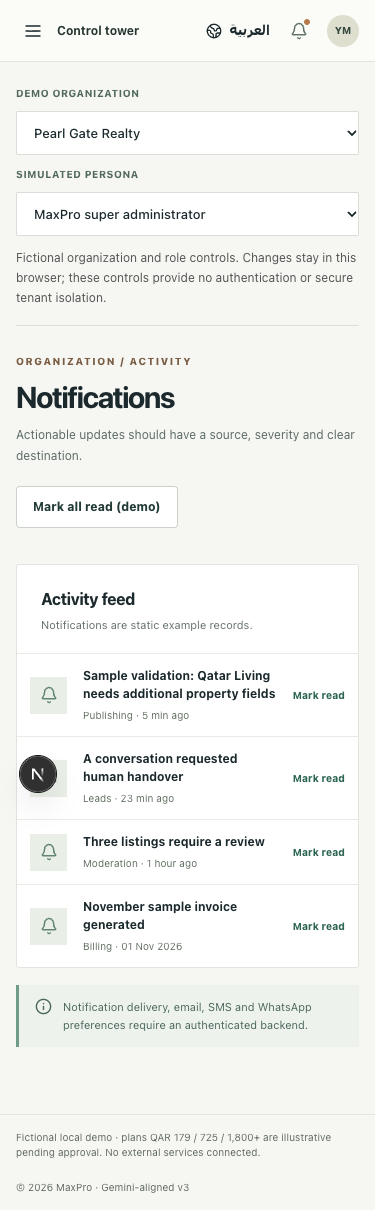 Control tower
العربية
YM
DEMO ORGANIZATION
Pearl Gate Realty
SIMULATED PERSONA
MaxPro super administrator
Fictional organization and role controls. Changes stay in this
browser; these controls provide no authentication or secure
tenant isolation.
ORGANIZATION / ACTIVITY
Notifications
Actionable updates should have a source, severity and clear
destination.
Mark all read (demo)
Activity feed
Notifications are static example records.
Sample validation: Qatar Living
needs additional property fields
Publishing · 5 min ago
Mark read
A conversation requested
human handover
Leads · 23 min ago
Mark read
N
Three listings require a review
Moderation · 1 hour ago
Mark read
November sample invoice
generated
Billing · 01 Nov 2026
Mark read
Notification delivery, email, SMS and WhatsApp
preferences require an authenticated backend.
Fictional local demo · plans QAR 179 / 725 / 1,800+ are illustrative
pending approval. No external services connected.
© 2026 MaxPro · Gemini-aligned v3